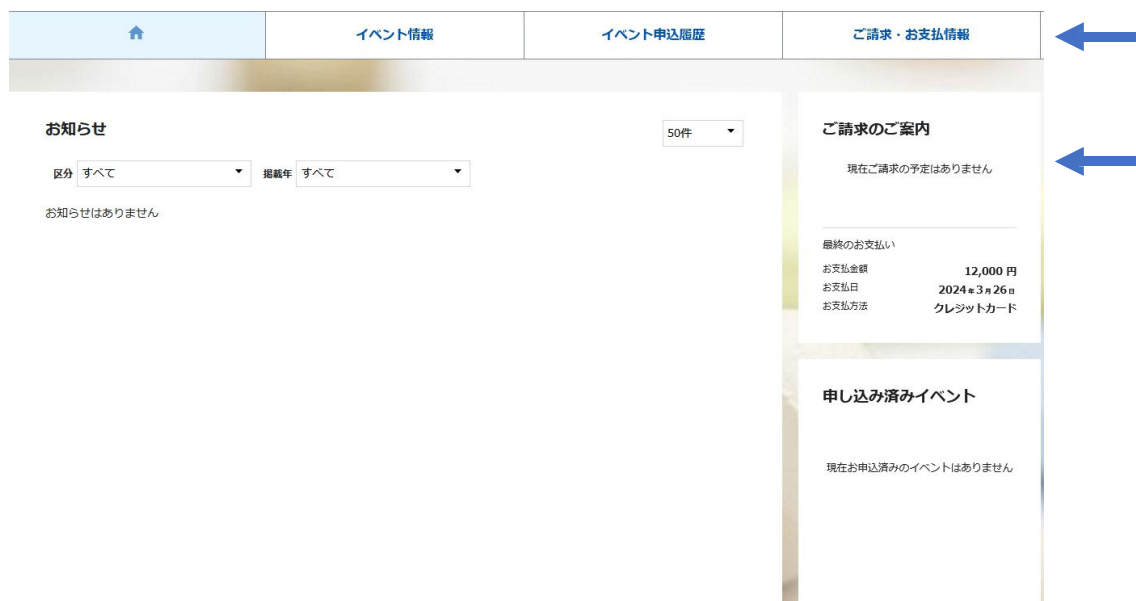 イベント情報
イベント申込履歴
ご請求・お支払情報
お知らせ
50件
区分 すべて 掲載年 すべて
お知らせはありません
ご請求のご案内
現在ご請求の予定はありません
最終のお支払い
お支払金額 12,000 円
お支払日 2024年3月26日
お支払方法 クレジットカード
申し込み済みイベント
現在お申込済みのイベントはありません